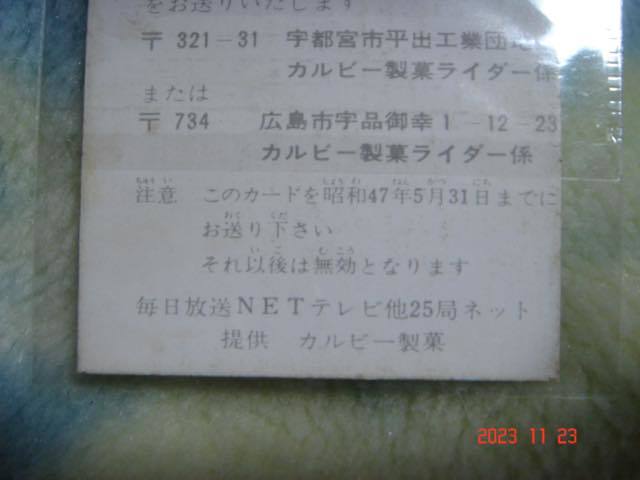 をお送りいたします
〒 321-31 宇都宮市平出工業団地
カルビー製菓ライダー係
または
〒 734 広島市宇品御幸1-12-23
カルビー製菓ライダー係
注意 このカードを昭和47年5月31日までに
お送り下さい
それ以後は無効となります
毎日放送NETテレビ他25局ネット
提供 カルビー製菓
2023 11 23